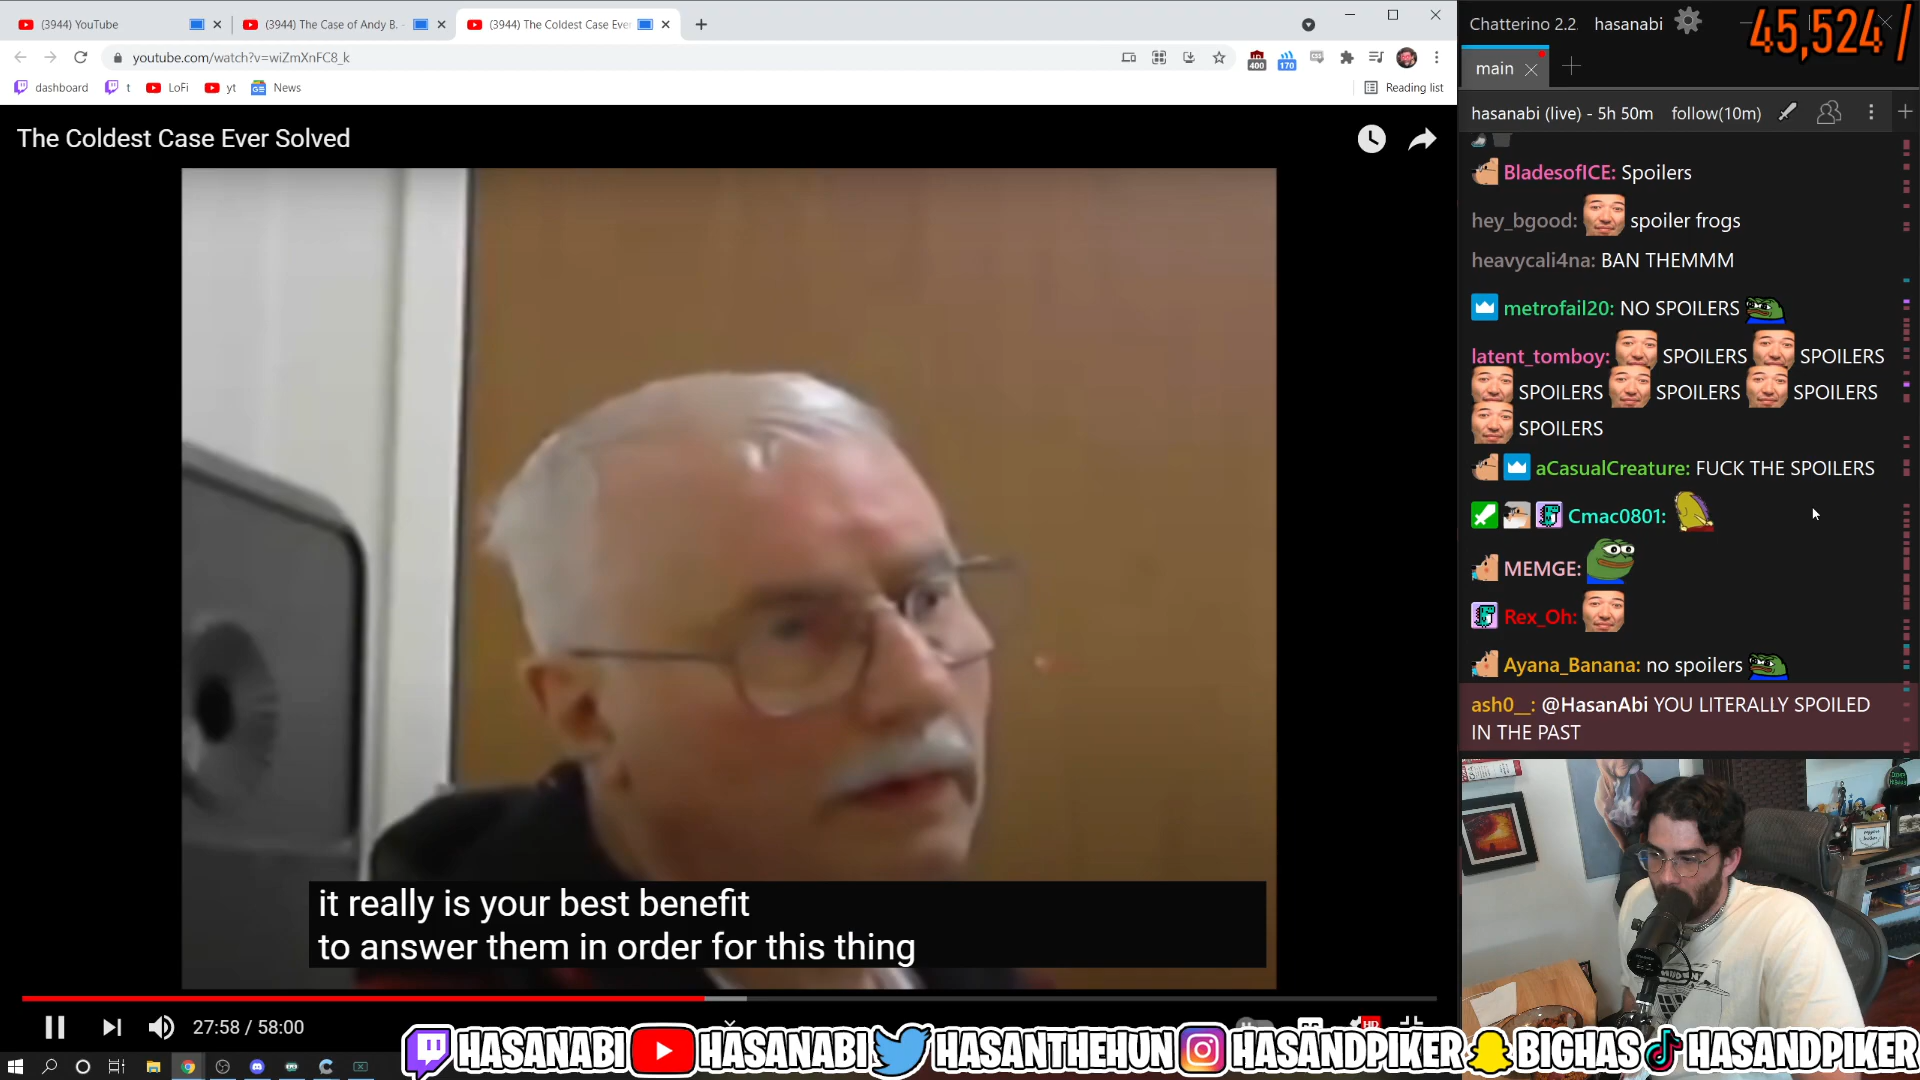 (3944) YouTube
(3944) The Case of Andy B.
(3944) The Coldest Case Ever
youtube.com/watch?v=wiZmXnFC8_k
400
170
dashboard
t
LoFi
yt
News
Reading list
The Coldest Case Ever Solved
it really is your best benefit
to answer them in order for this thing
27:58 / 58:00
HD
Chatterino 2.2.
hasanabi
45,524 /
main
hasanabi (live) - 5h 50m
follow(10m)
BladesofICE: Spoilers
hey_bgood: spoiler frogs
heavycali4na: BAN THEMMM
metrofail20: NO SPOILERS
latent_tomboy: SPOILERS SPOILERS
SPOILERS SPOILERS SPOILERS
SPOILERS
aCasualCreature: FUCK THE SPOILERS
Cmac0801:
MEMGE:
Rex_Oh:
Ayana_Banana: no spoilers
ash0__: @HasanAbi YOU LITERALLY SPOILED
IN THE PAST
HASANABI HASANABI HASANTHEHUN HASANDPIKER BIGHAS HASANDPIKER